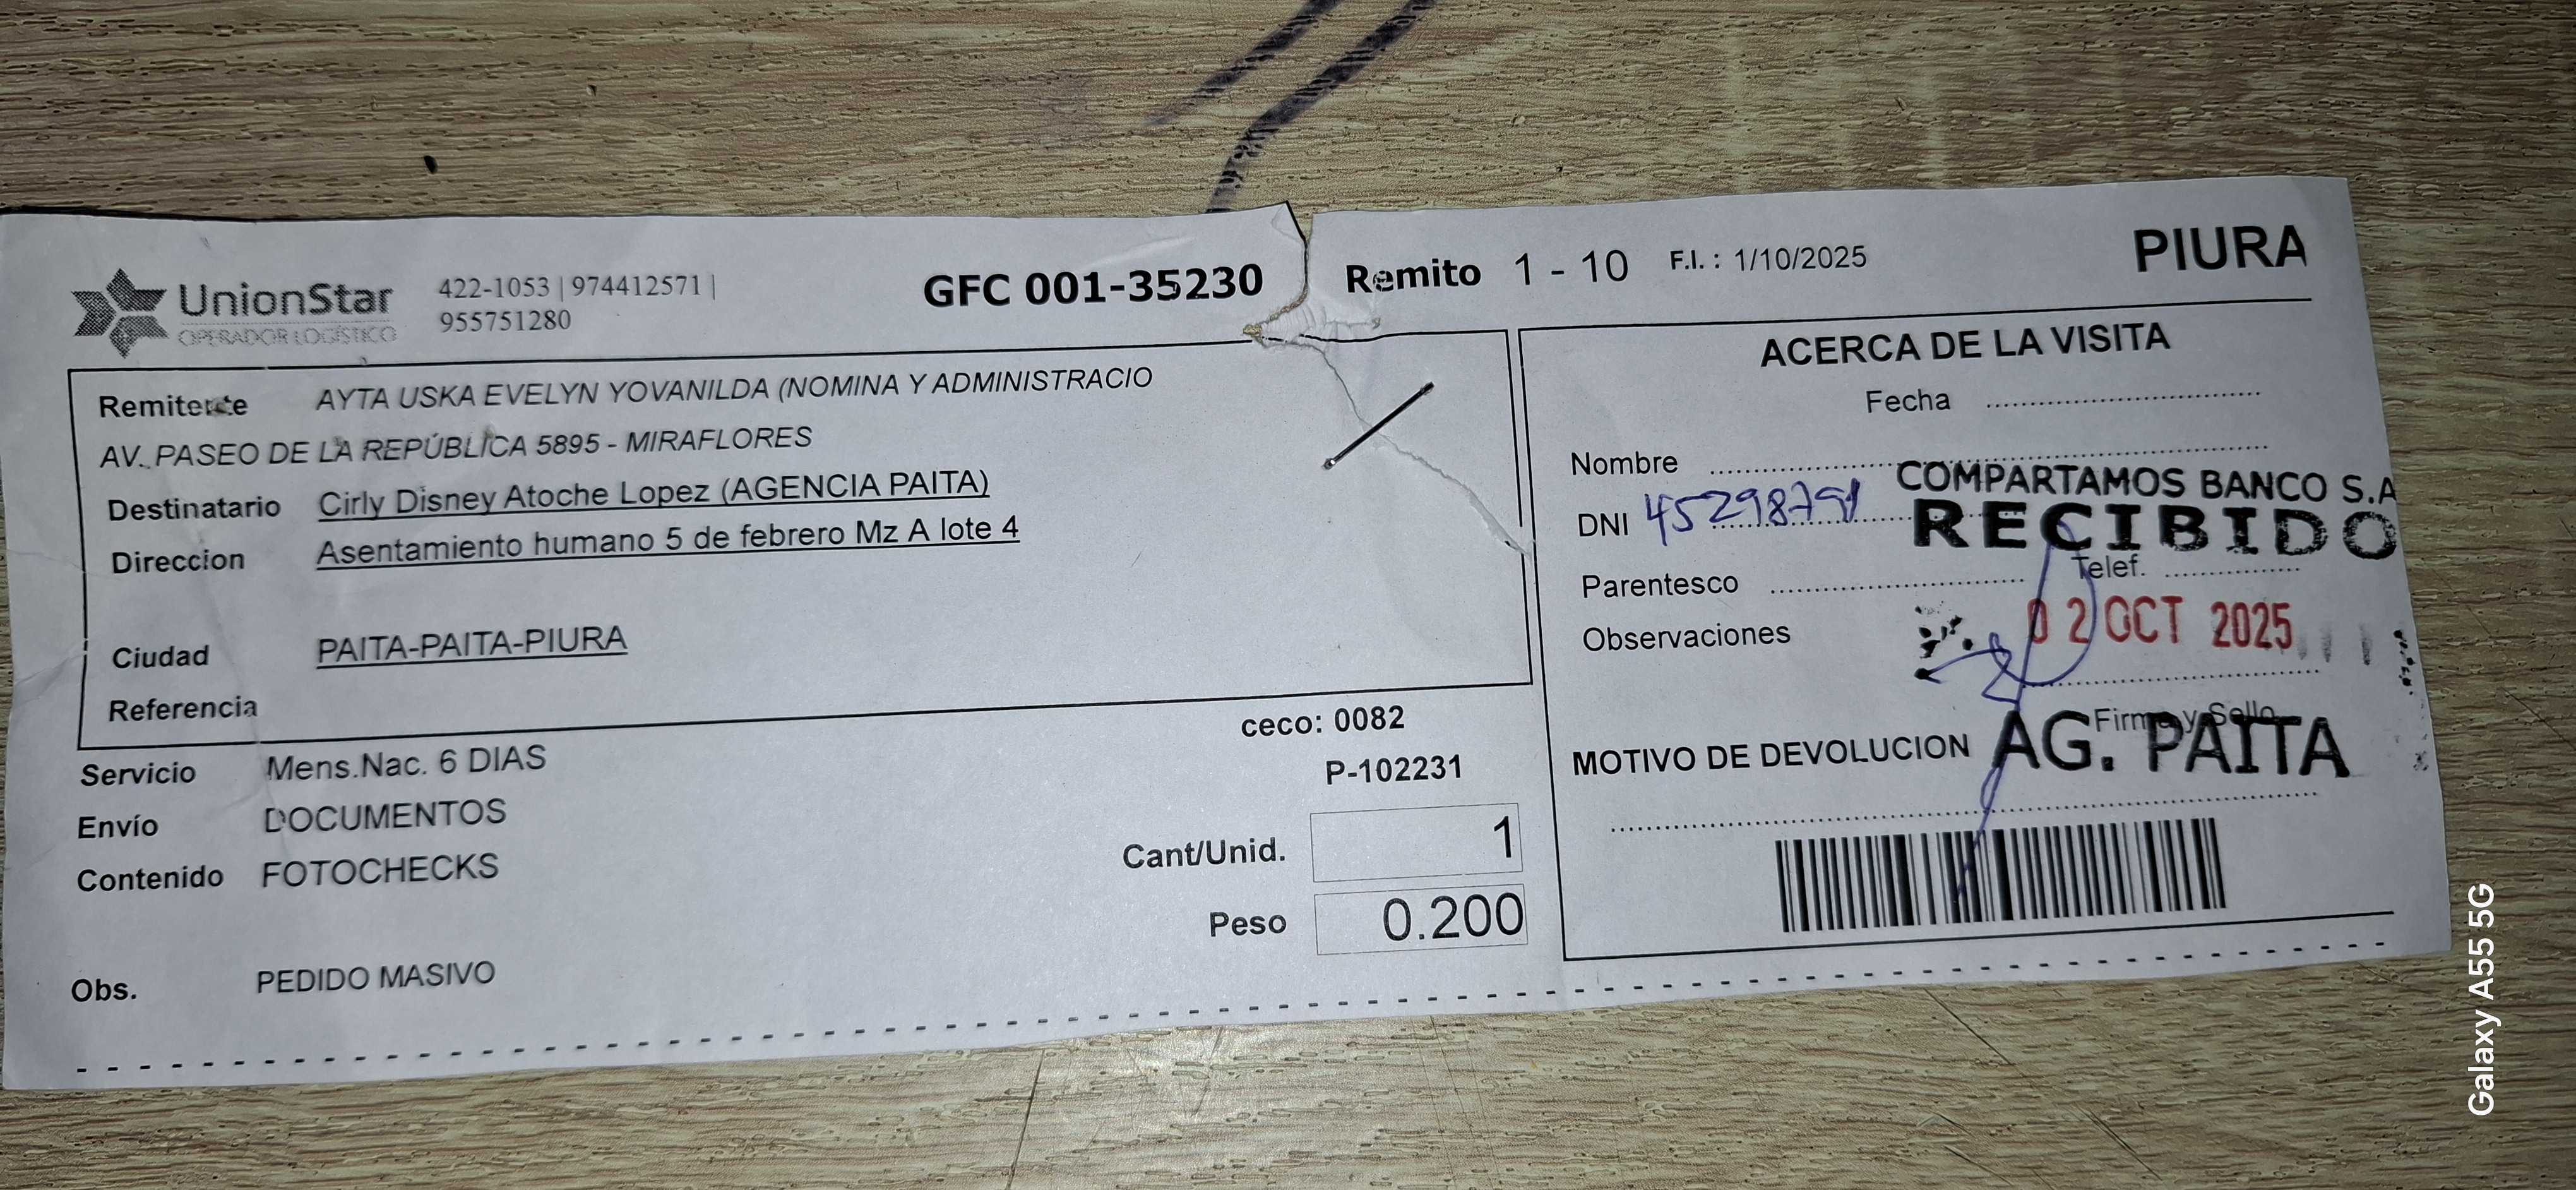 UnionStar
OPERADOR LOGÍSTICO
422-1053 | 974412571 |
955751280
GFC 001-35230
Remito 1 - 10 F.I. : 1/10/2025
PIURA
Remitente AYTA USKA EVELYN YOVANILDA (NOMINA Y ADMINISTRACIO
AV. PASEO DE LA REPÚBLICA 5895 - MIRAFLORES
Destinatario Cirly Disney Atoche Lopez (AGENCIA PAITA)
Direccion Asentamiento humano 5 de febrero Mz A lote 4
Ciudad PAITA-PAITA-PIURA
Referencia
ceco: 0082
Servicio Mens.Nac. 6 DIAS
P-102231
Envío DOCUMENTOS
Cant/Unid. 1
Contenido FOTOCHECKS
Peso 0.200
Obs. PEDIDO MASIVO
ACERCA DE LA VISITA
Fecha
Nombre
COMPARTAMOS BANCO S.A
DNI
RECIBIDO
Parentesco Telef.
Observaciones 02 OCT 2025
Firma y Sello
MOTIVO DE DEVOLUCION AG. PAITA
Galaxy A55 5G